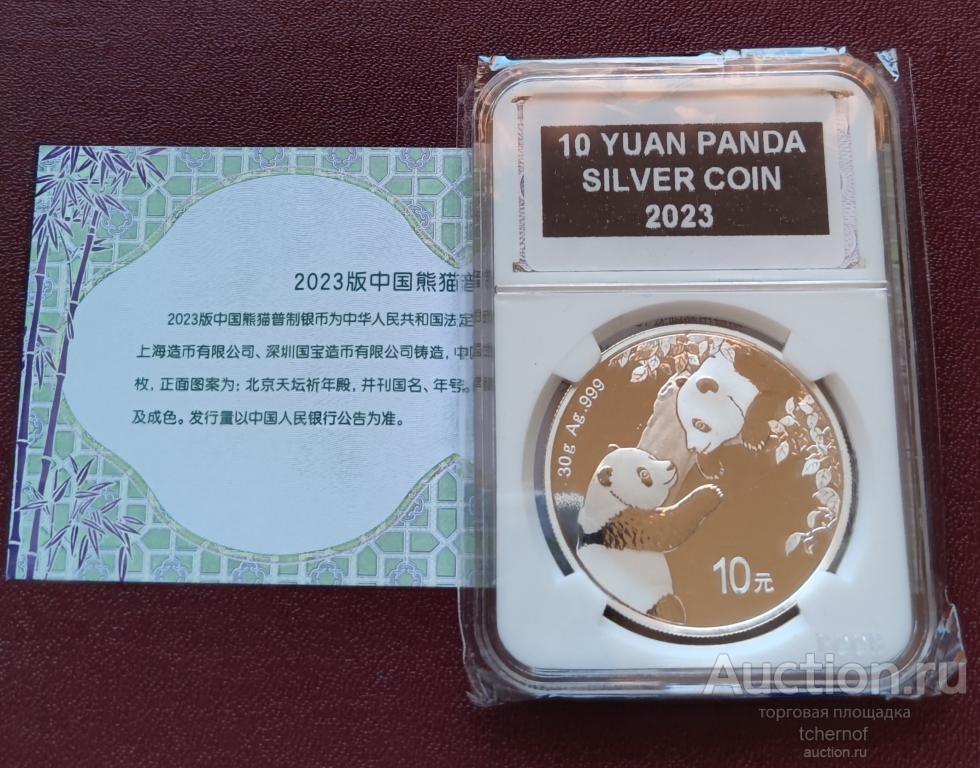 2023版中国熊猫普
2023版中国熊猫普制银币为中华人民共和国法定
上海造币有限公司、深圳国宝造币有限公司铸造，中国
枚，正面图案为：北京天坛祈年殿，并刊国名、年号。
及成色。发行量以中国人民银行公告为准。
10 YUAN PANDA
SILVER COIN
2023
30g Ag.999
10元
Auction.ru
торговая площадка
tchernof
auction.ru